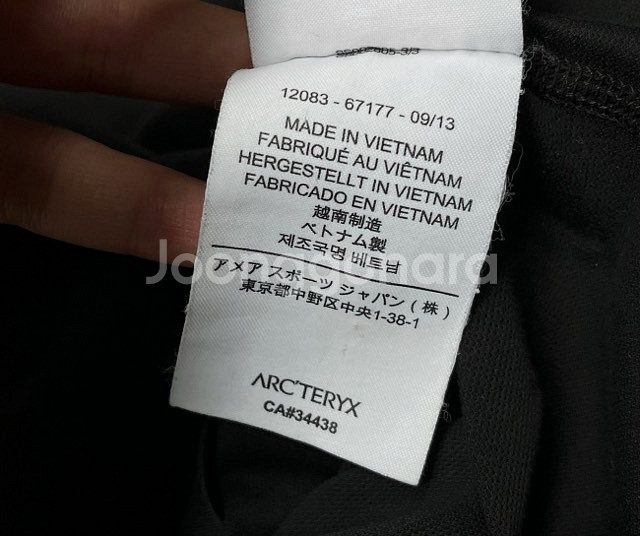 12083 - 67177 - 09/13
MADE IN VIETNAM
FABRIQUÉ AU VIÊTNAM
HERGESTELLT IN VIETNAM
FABRICADO EN VIETNAM
越南制造
ベトナム製
제조국명 베트남
Joonggonara
アメア スポーツ ジャパン (株)
東京都中野区中央1-38-1
ARC'TERYX
CA#34438